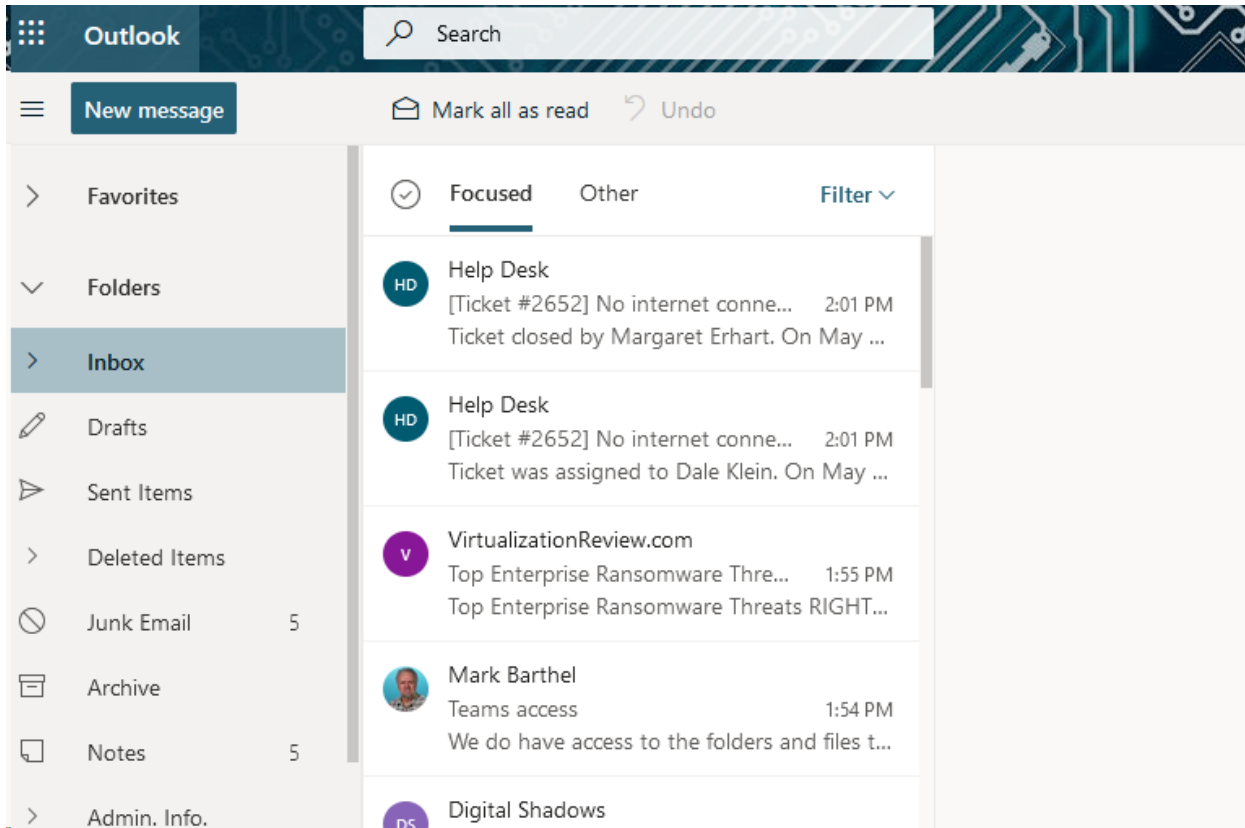 Outlook
Search
New message
Mark all as read
Undo
Favorites
Folders
Inbox
Drafts
Sent Items
Deleted Items
Junk Email 5
Archive
Notes 5
Admin. Info.
Focused Other Filter
HD
Help Desk
[Ticket #2652] No internet conne... 2:01 PM
Ticket closed by Margaret Erhart. On May ...
HD
Help Desk
[Ticket #2652] No internet conne... 2:01 PM
Ticket was assigned to Dale Klein. On May ...
V
VirtualizationReview.com
Top Enterprise Ransomware Thre... 1:55 PM
Top Enterprise Ransomware Threats RIGHT...
Mark Barthel
Teams access 1:54 PM
We do have access to the folders and files t...
DS
Digital Shadows